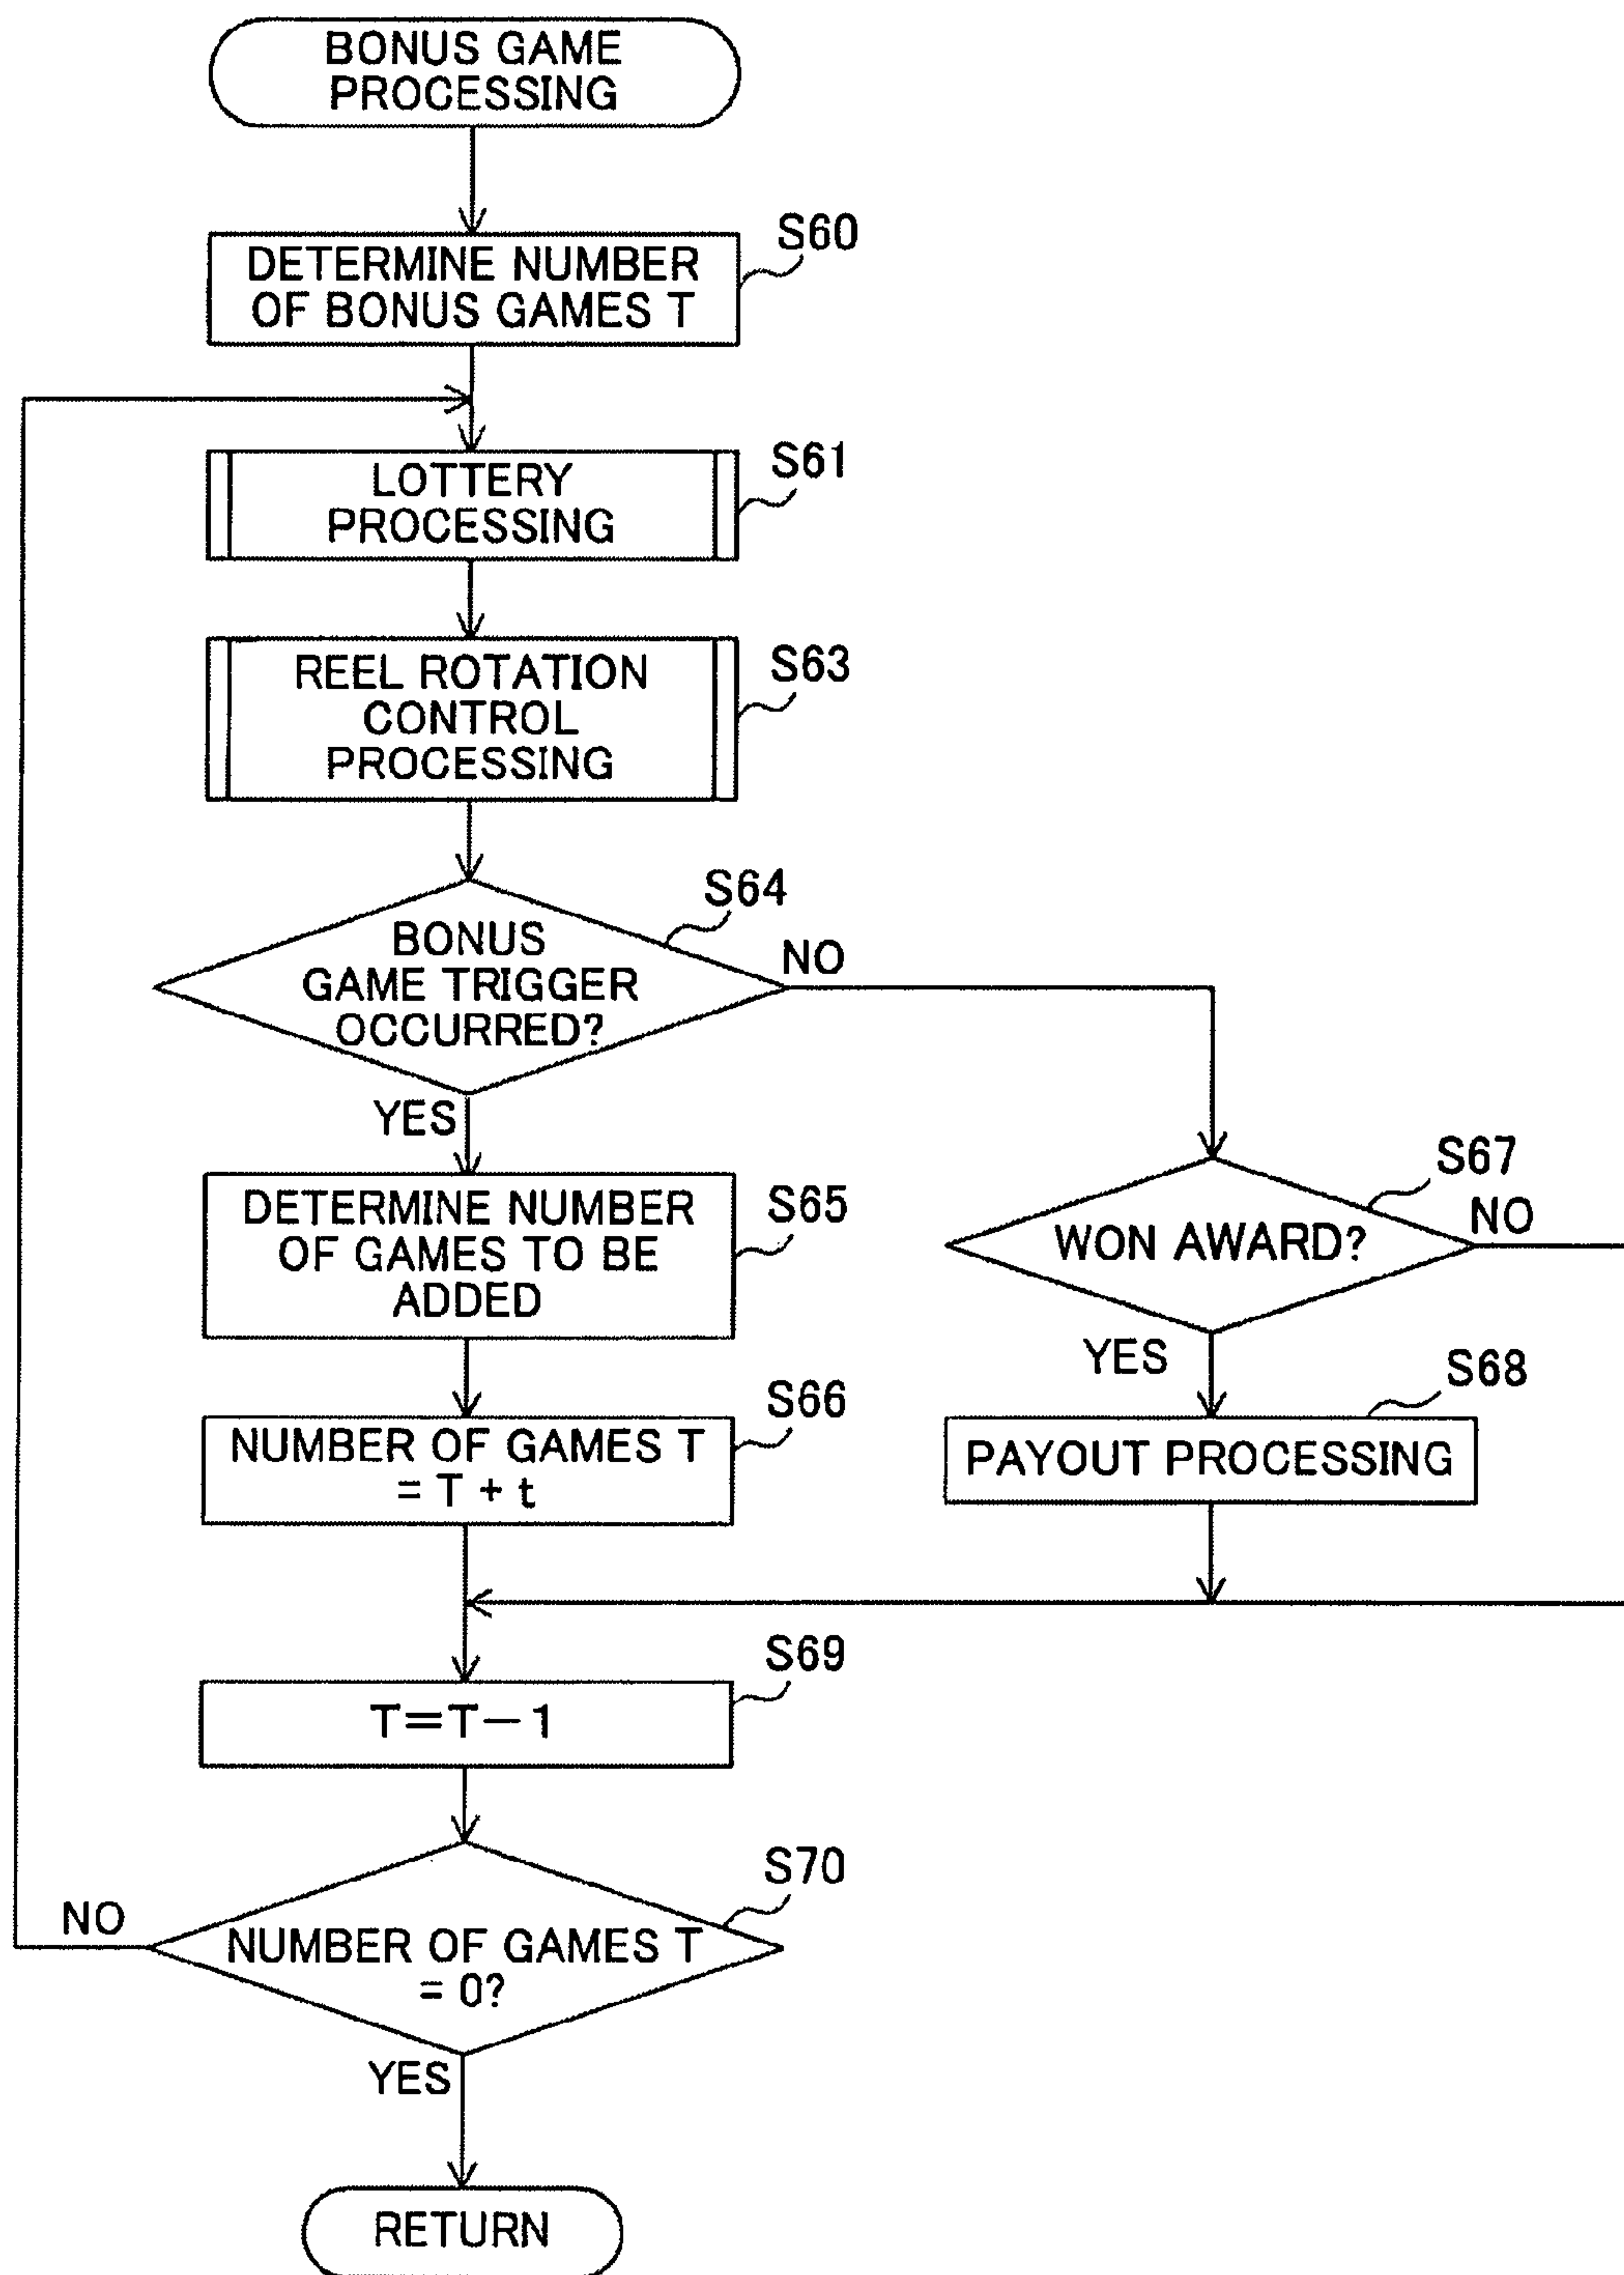 BONUS GAME
PROCESSING
S60
DETERMINE NUMBER
OF BONUS GAMES T
S61
LOTTERY
PROCESSING
S63
REEL ROTATION
CONTROL
PROCESSING
S64
BONUS
GAME TRIGGER
OCCURRED?
NO
YES
S65
DETERMINE NUMBER
OF GAMES TO BE
ADDED
S67
WON AWARD?
NO
YES
S66
NUMBER OF GAMES T
= T + t
S68
PAYOUT PROCESSING
S69
T=T-1
S70
NUMBER OF GAMES T
= 0?
NO
YES
RETURN